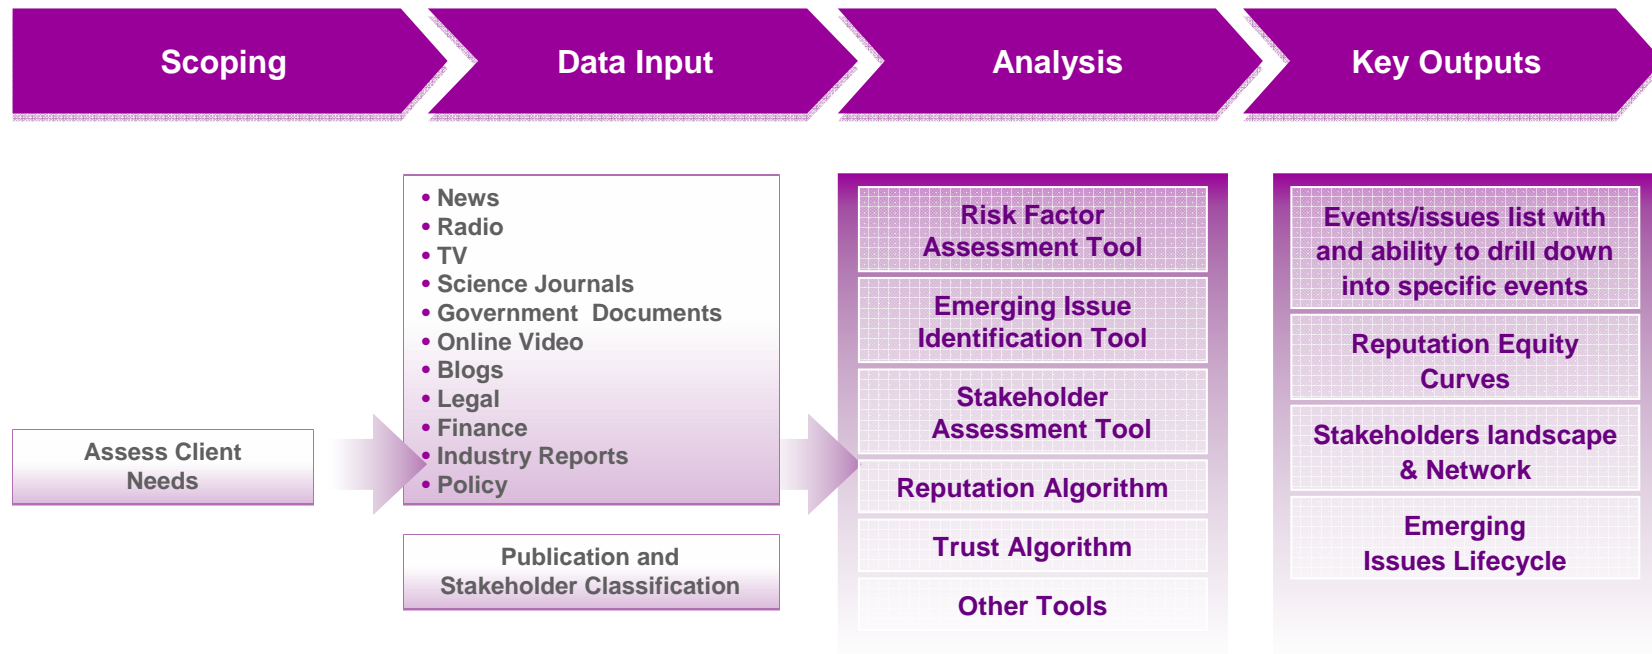 Scoping
Data Input
Analysis
Key Outputs
Assess Client
Needs
• News
• Radio
• TV
• Science Journals
• Government  Documents
• Online Video
• Blogs
• Legal
• Finance
• Industry Reports
• Policy
Publication and
Stakeholder Classification
Risk Factor
Assessment Tool
Emerging Issue
Identification Tool
Stakeholder
Assessment Tool
Reputation Algorithm
Trust Algorithm
Other Tools
Events/issues list with
and ability to drill down
into specific events
Reputation Equity
Curves
Stakeholders landscape
& Network
Emerging
Issues Lifecycle